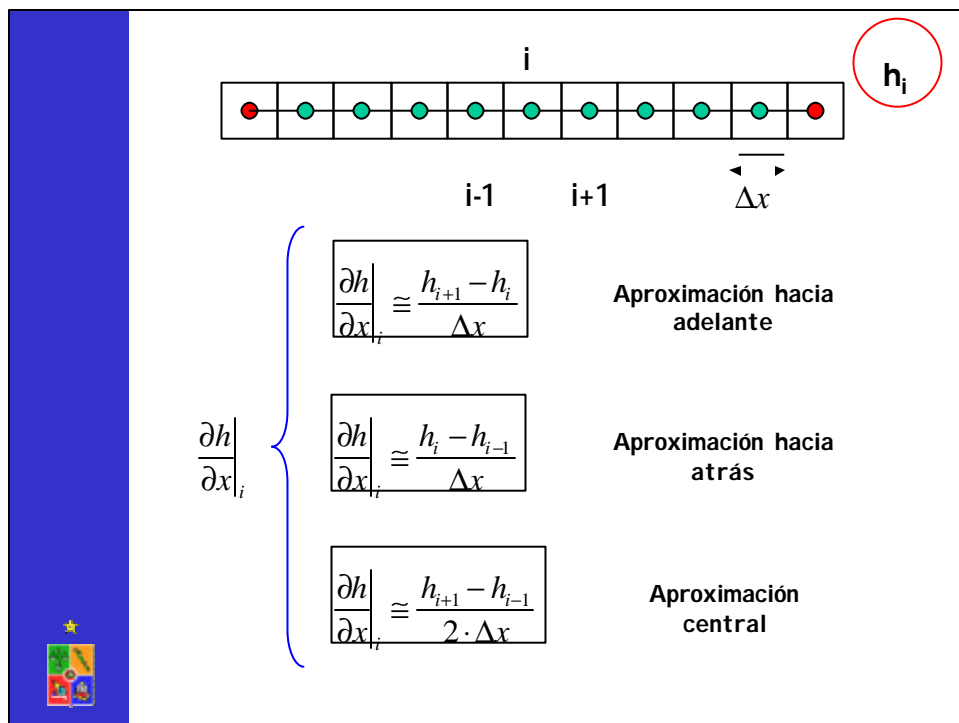 i
h_i
i-1 i+1 Δx
∂h/∂x|_i ≅ (h_{i+1} − h_i)/Δx Aproximación hacia
adelante
∂h/∂x|_i
∂h/∂x|_i ≅ (h_i − h_{i−1})/Δx Aproximación hacia
atrás
∂h/∂x|_i ≅ (h_{i+1} − h_{i−1})/(2 · Δx) Aproximación
central